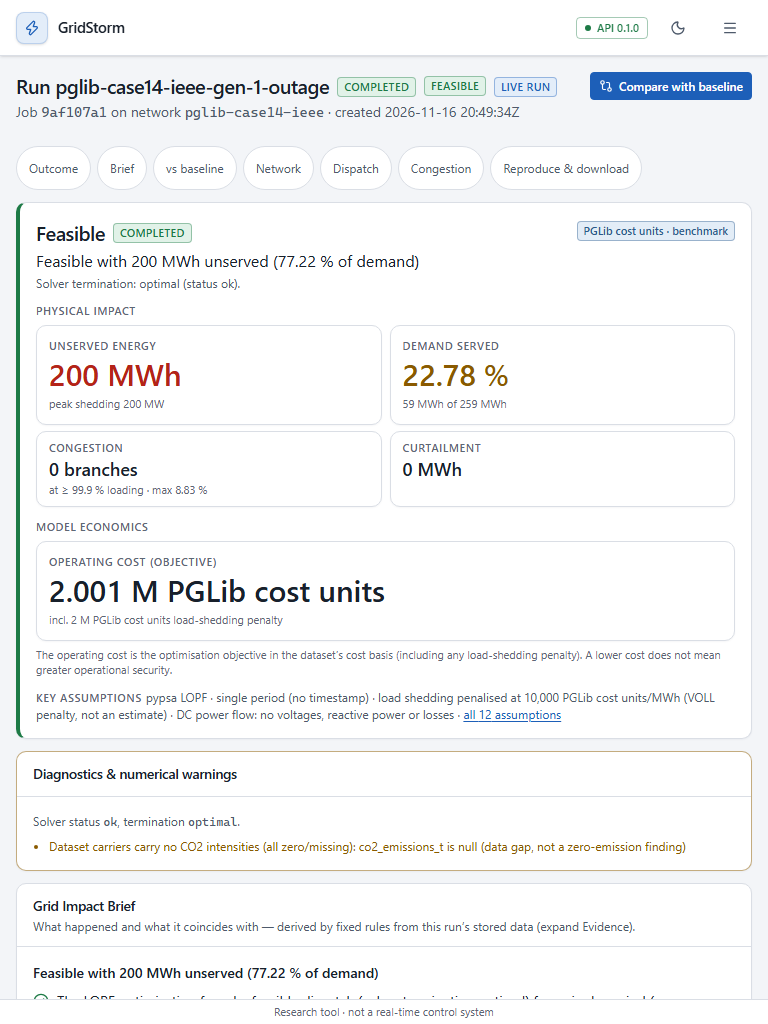 GridStorm
API 0.1.0
Run pglib-case14-ieee-gen-1-outage COMPLETED FEASIBLE LIVE RUN
Compare with baseline
Job 9af107a1 on network pglib-case14-ieee · created 2026-11-16 20:49:34Z
Outcome Brief vs baseline Network Dispatch Congestion Reproduce & download
Feasible COMPLETED
PGLib cost units · benchmark
Feasible with 200 MWh unserved (77.22 % of demand)
Solver termination: optimal (status ok).
PHYSICAL IMPACT
UNSERVED ENERGY
200 MWh
peak shedding 200 MW
DEMAND SERVED
22.78 %
59 MWh of 259 MWh
CONGESTION
0 branches
at ≥ 99.9 % loading · max 8.83 %
CURTAILMENT
0 MWh
MODEL ECONOMICS
OPERATING COST (OBJECTIVE)
2.001 M PGLib cost units
incl. 2 M PGLib cost units load-shedding penalty
The operating cost is the optimisation objective in the dataset's cost basis (including any load-shedding penalty). A lower cost does not mean
greater operational security.
KEY ASSUMPTIONS pypsa LOPF · single period (no timestamp) · load shedding penalised at 10,000 PGLib cost units/MWh (VOLL
penalty, not an estimate) · DC power flow: no voltages, reactive power or losses · all 12 assumptions
Diagnostics & numerical warnings
Solver status ok, termination optimal.
• Dataset carriers carry no CO2 intensities (all zero/missing): co2_emissions_t is null (data gap, not a zero-emission finding)
Grid Impact Brief
What happened and what it coincides with — derived by fixed rules from this run's stored data (expand Evidence).
Feasible with 200 MWh unserved (77.22 % of demand)
Research tool · not a real-time control system